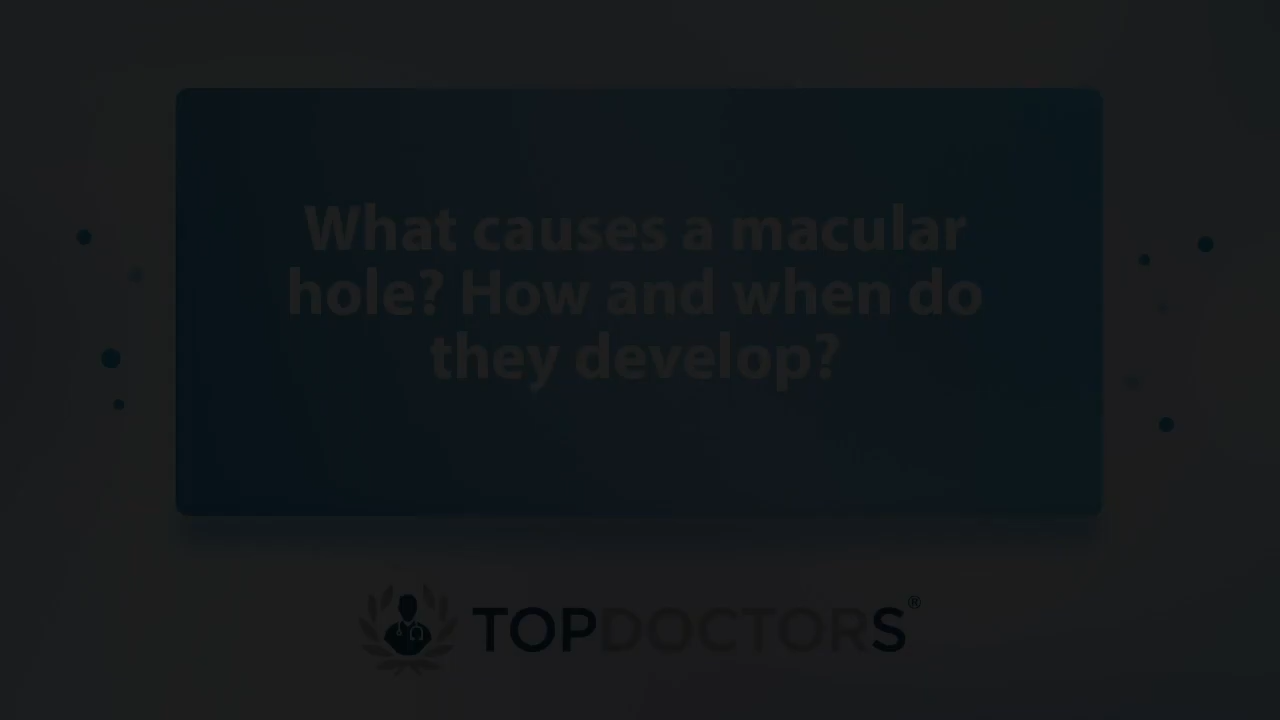 What causes a macular
hole? How and when do
they develop?
TOPDOCTORS®